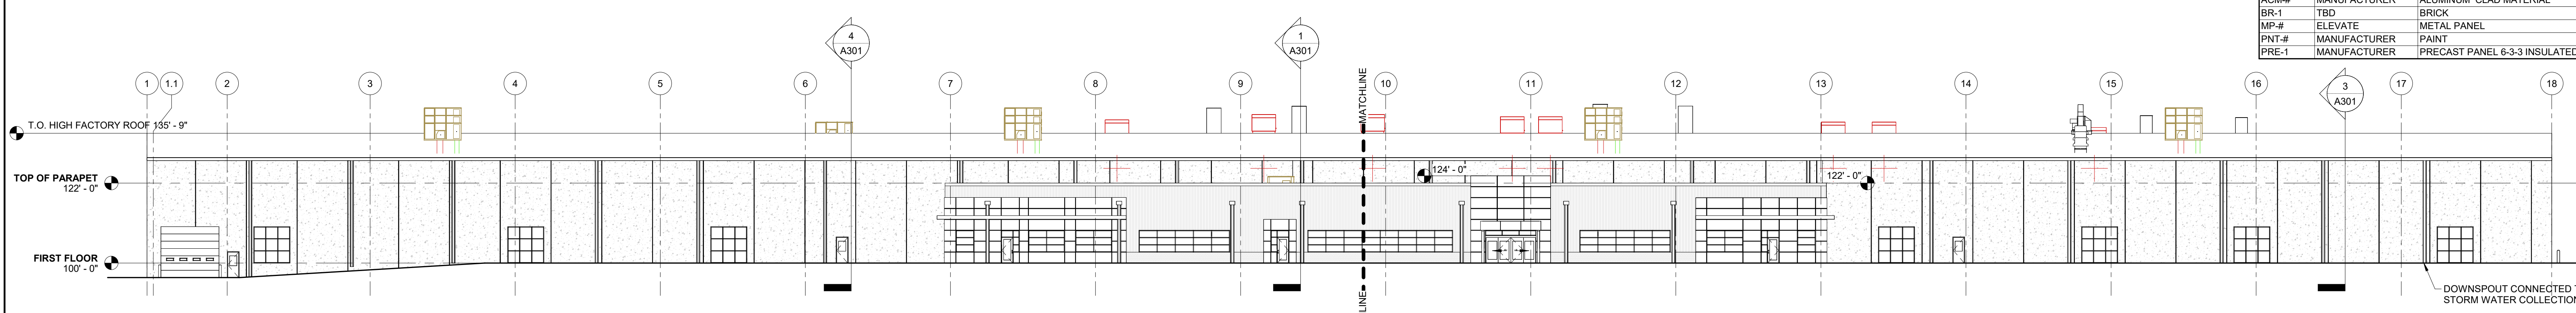 ACM-# MANUFACTURER ALUMINUM CLAD MATERIAL
BR-1 TBD BRICK
MP-# ELEVATE METAL PANEL
PNT-# MANUFACTURER PAINT
PRE-1 MANUFACTURER PRECAST PANEL 6-3-3 INSULATED
4
A301
1
A301
3
A301
1 1.1 2 3 4 5 6 7 8 9 10 11 12 13 14 15 16 17 18
MATCHLINE
T.O. HIGH FACTORY ROOF 135' - 9"
124' - 0"
TOP OF PARAPET
122' - 0"
122' - 0"
FIRST FLOOR
100' - 0"
LINE
DOWNSPOUT CONNECTED
STORM WATER COLLECTION